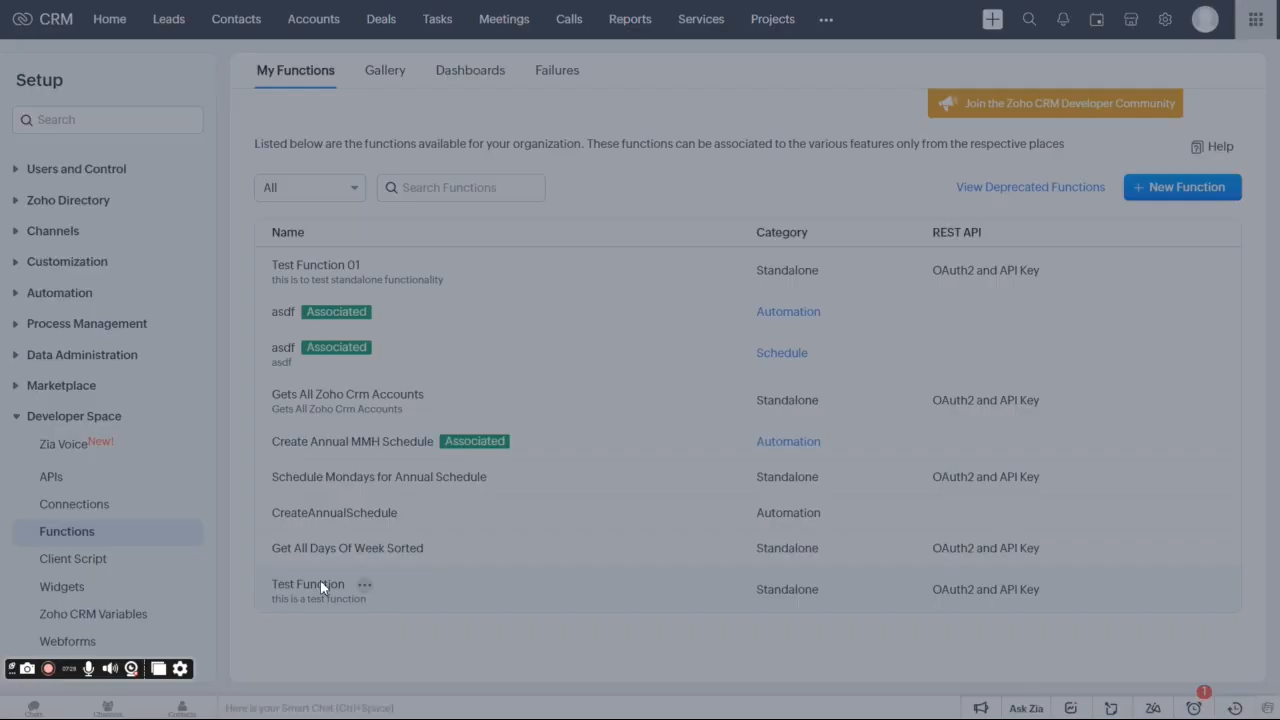 CRM Home Leads Contacts Accounts Deals Tasks Meetings Calls Reports Services Projects •••
Setup
Search
Users and Control
Zoho Directory
Channels
Customization
Automation
Process Management
Data Administration
Marketplace
Developer Space
Zia Voice New!
APIs
Connections
Functions
Client Script
Widgets
Zoho CRM Variables
Webforms
My Functions Gallery Dashboards Failures
Join the Zoho CRM Developer Community
Listed below are the functions available for your organization. These functions can be associated to the various features only from the respective places
Help
All Search Functions View Deprecated Functions + New Function
Name Category REST API
Test Function 01
this is to test standalone functionality
Standalone OAuth2 and API Key
asdf Associated Automation
asdf Associated
asdf
Schedule
Gets All Zoho Crm Accounts
Gets All Zoho Crm Accounts
Standalone OAuth2 and API Key
Create Annual MMH Schedule Associated Automation
Schedule Mondays for Annual Schedule Standalone OAuth2 and API Key
CreateAnnualSchedule Automation
Get All Days Of Week Sorted Standalone OAuth2 and API Key
Test Function •••
this is a test function
Standalone OAuth2 and API Key
Chats Channels Contacts
Here is your Smart Chat (Ctrl+Space)
Ask Zia
1